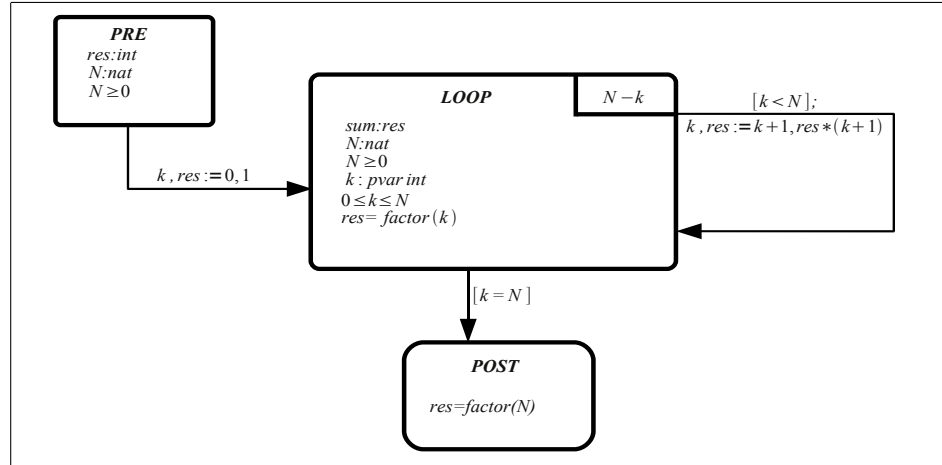 PRE
res:int
N:nat
N≥0
k,res:=0,1
LOOP
N−k
sum:res
N:nat
N≥0
k:pvar int
0≤k≤N
res=factor(k)
[k<N];
k,res:=k+1,res∗(k+1)
[k=N]
POST
res=factor(N)